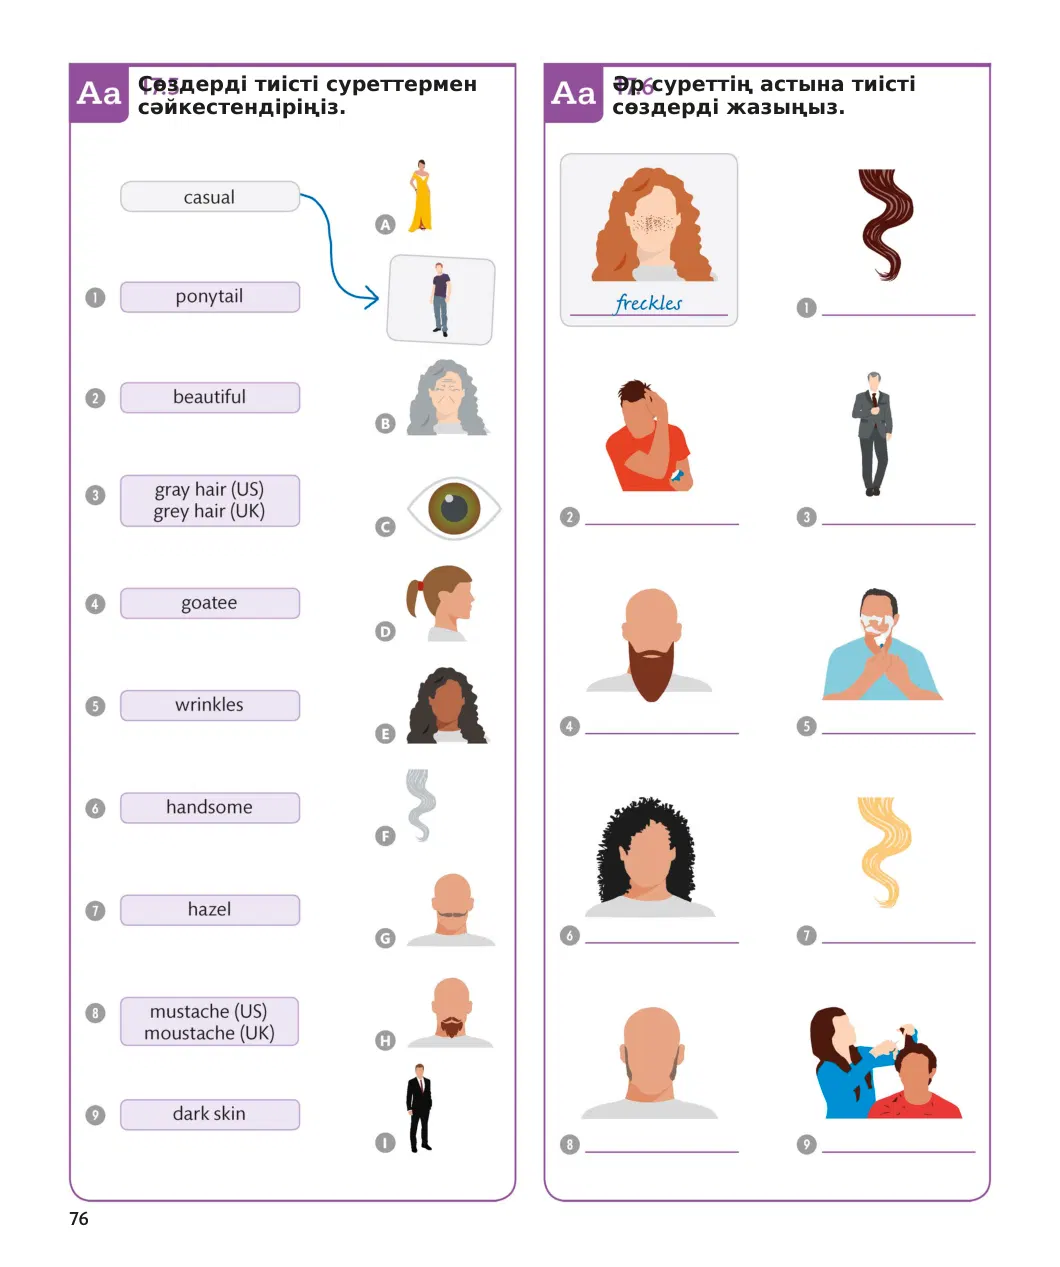 Aa 17.5 Сөздерді тиісті суреттермен
сәйкестендіріңіз.
casual
A
1 ponytail
2 beautiful
B
3 gray hair (US)
grey hair (UK)
C
4 goatee
D
5 wrinkles
E
6 handsome
F
7 hazel
G
8 mustache (US)
moustache (UK)
H
9 dark skin
I
Aa 17.6 Әр суреттің астына тиісті
сөздерді жазыңыз.
freckles
1
2
3
4
5
6
7
8
9
76